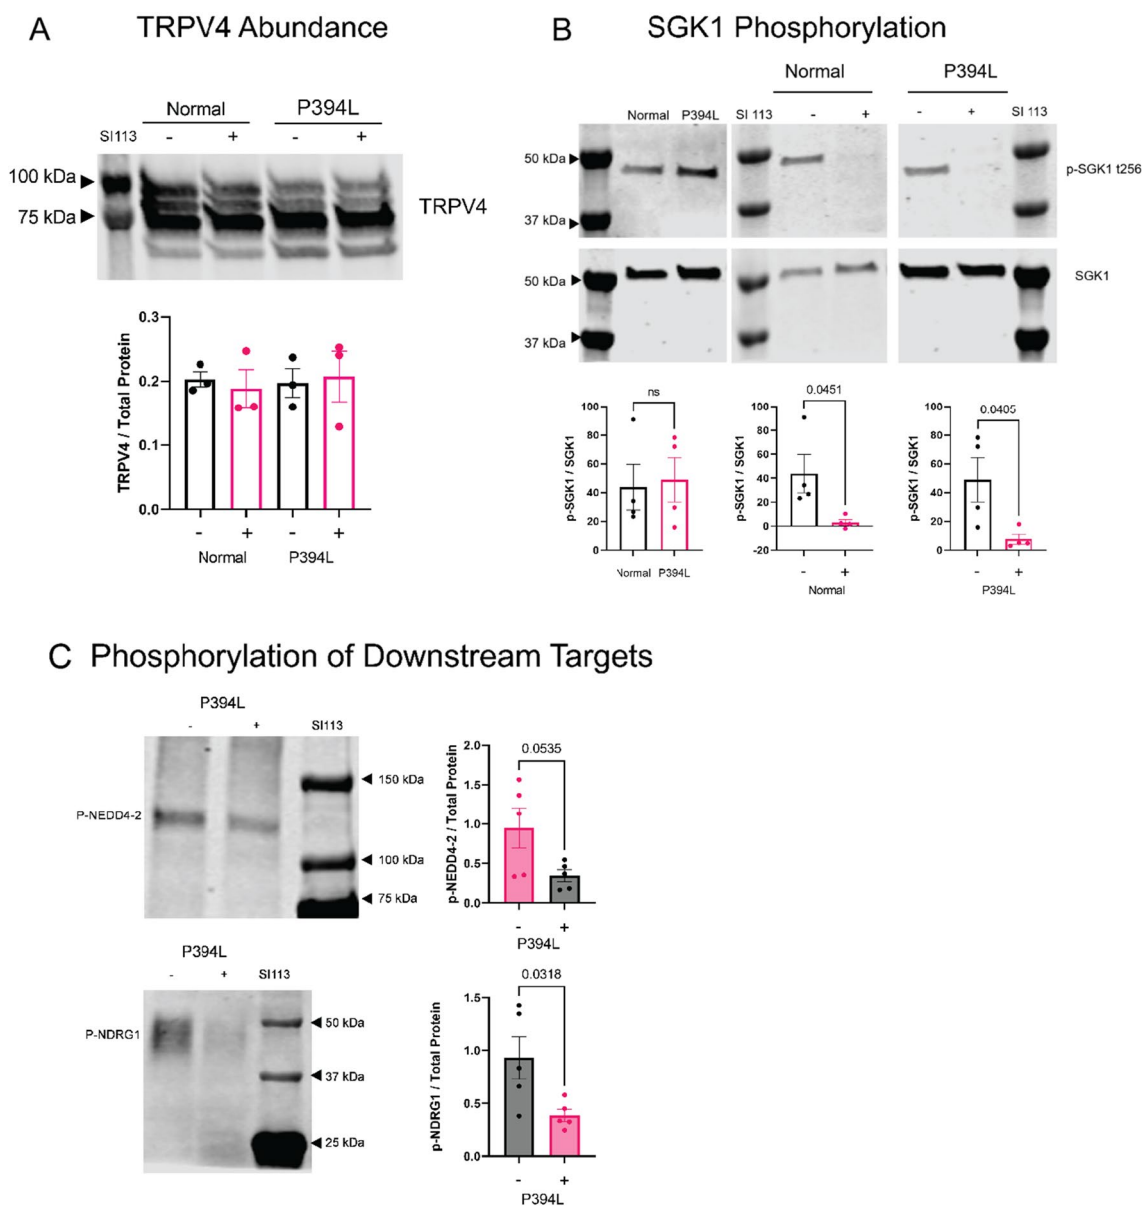 A TRPV4 Abundance
Normal P394L
SI113 - + - +
100 kDa
75 kDa
TRPV4
0.3
0.2
0.1
0.0
TRPV4 / Total Protein
- + - +
Normal P394L
B SGK1 Phosphorylation
Normal P394L
Normal P394L SI 113 - + - + SI 113
50 kDa
p-SGK1 t256
37 kDa
50 kDa
SGK1
37 kDa
100
80
60
40
20
0
p-SGK1 / SGK1
ns
Normal P394L
100
80
60
40
20
0
-20
p-SGK1 / SGK1
0.0451
- +
Normal
100
80
60
40
20
0
p-SGK1 / SGK1
0.0405
- +
P394L
C Phosphorylation of Downstream Targets
P394L
- + SI113
150 kDa
P-NEDD4-2
100 kDa
75 kDa
2.0
1.5
1.0
0.5
0.0
p-NEDD4-2 / Total Protein
0.0535
- +
P394L
P394L
- + SI113
50 kDa
P-NDRG1
37 kDa
25 kDa
1.5
1.0
0.5
0.0
p-NDRG1 / Total Protein
0.0318
- +
P394L